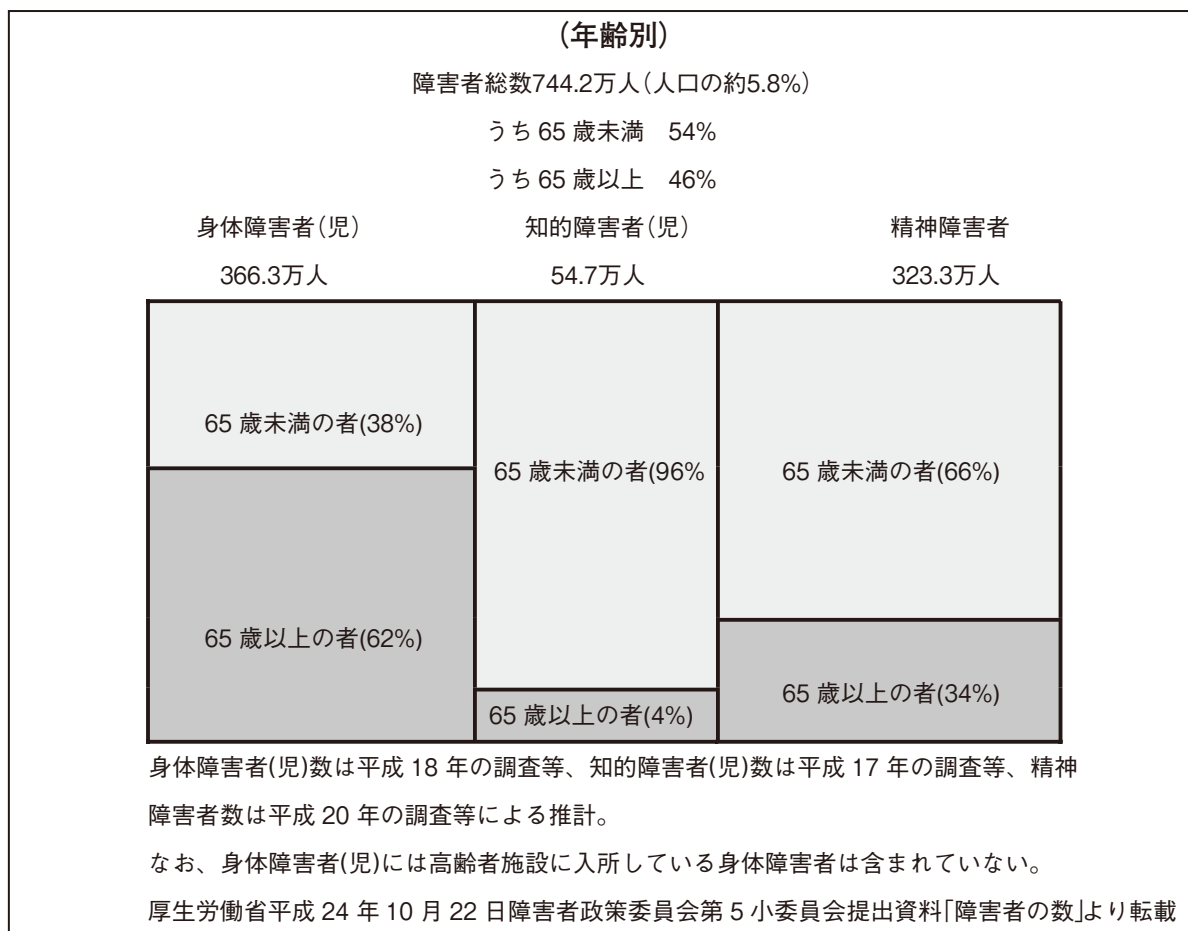 (年齢別)
障害者総数744.2万人(人口の約5.8%)
うち 65 歳未満 54%
うち 65 歳以上 46%
身体障害者(児) 知的障害者(児) 精神障害者
366.3万人 54.7万人 323.3万人
65 歳未満の者(38%)
65 歳未満の者(96%
65 歳未満の者(66%)
65 歳以上の者(62%)
65 歳以上の者(4%)
65 歳以上の者(34%)
身体障害者(児)数は平成 18 年の調査等、知的障害者(児)数は平成 17 年の調査等、精神
障害者数は平成 20 年の調査等による推計。
なお、身体障害者(児)には高齢者施設に入所している身体障害者は含まれていない。
厚生労働省平成 24 年 10 月 22 日障害者政策委員会第 5 小委員会提出資料「障害者の数」より転載